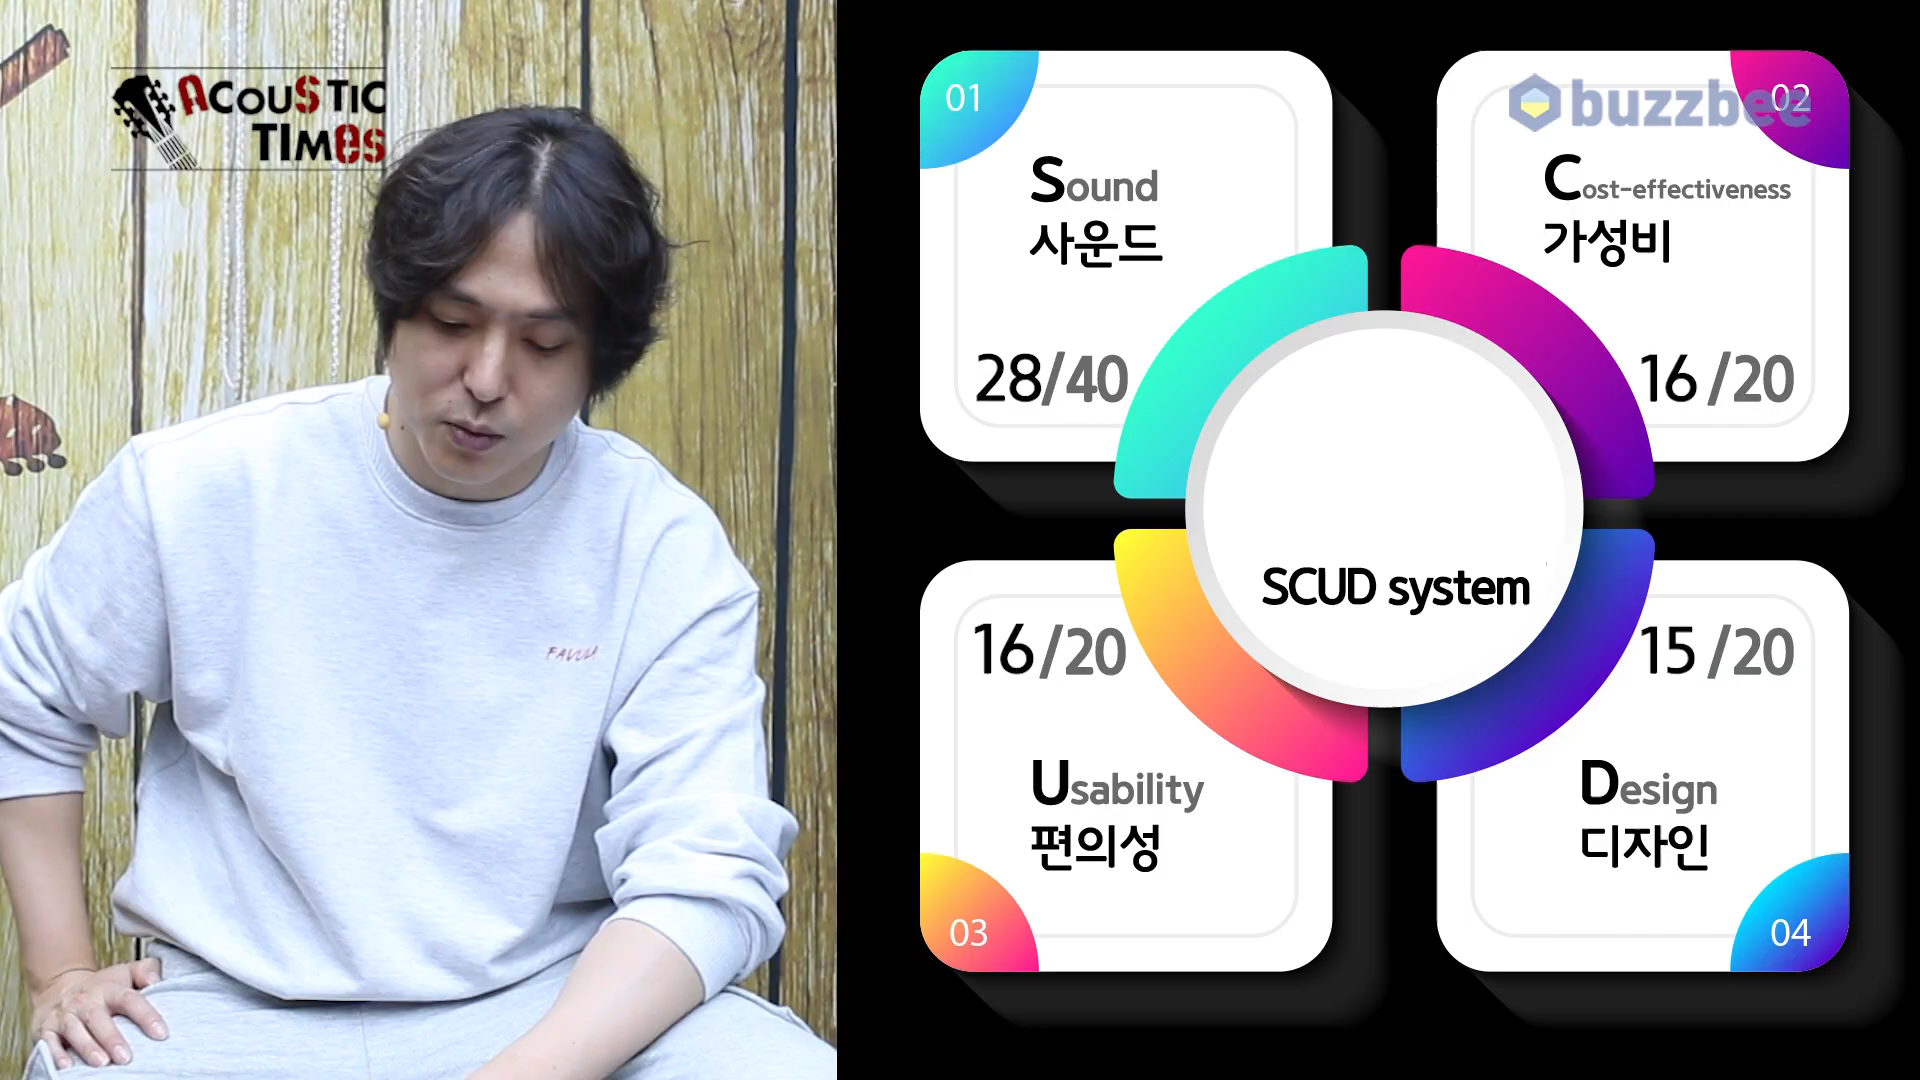 ACOUSTIC
TIMES
FAVULA
01
Sound
사운드
28/40
buzzbee
02
Cost-effectiveness
가성비
16/20
SCUD system
16/20
Usability
편의성
03
15/20
Design
디자인
04